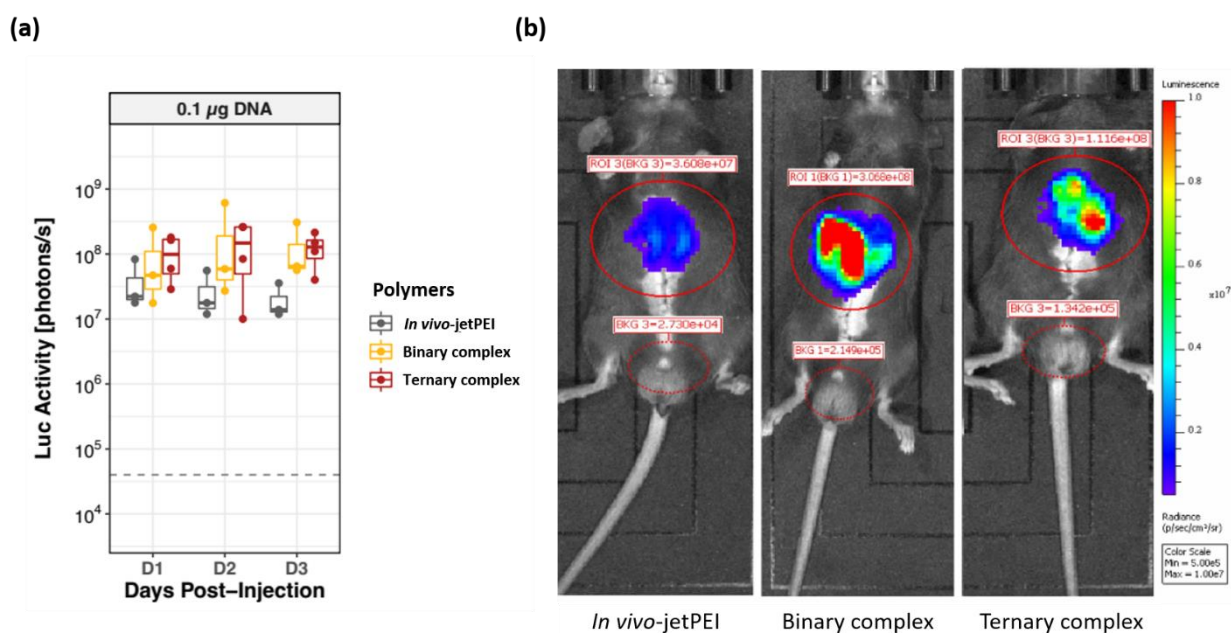 (a)
0.1 µg DNA
10⁹
10⁸
10⁷
10⁶
10⁵
10⁴
Luc Activity [photons/s]
D1
D2
D3
Days Post–Injection
Polymers
In vivo-jetPEI
Binary complex
Ternary complex
(b)
ROI 3(BKG 3)=3.608e+07
BKG 3=2.730e+04
In vivo-jetPEI
ROI 1(BKG 1)=3.068e+08
BKG 1=2.149e+05
Binary complex
ROI 3(BKG 3)=1.116e+08
BKG 3=1.342e+05
Ternary complex
Luminescence
1.0
0.8
0.6
x10⁷
0.4
0.2
Radiance
(p/sec/cm²/sr)
Color Scale
Min = 5.00e5
Max = 1.00e7